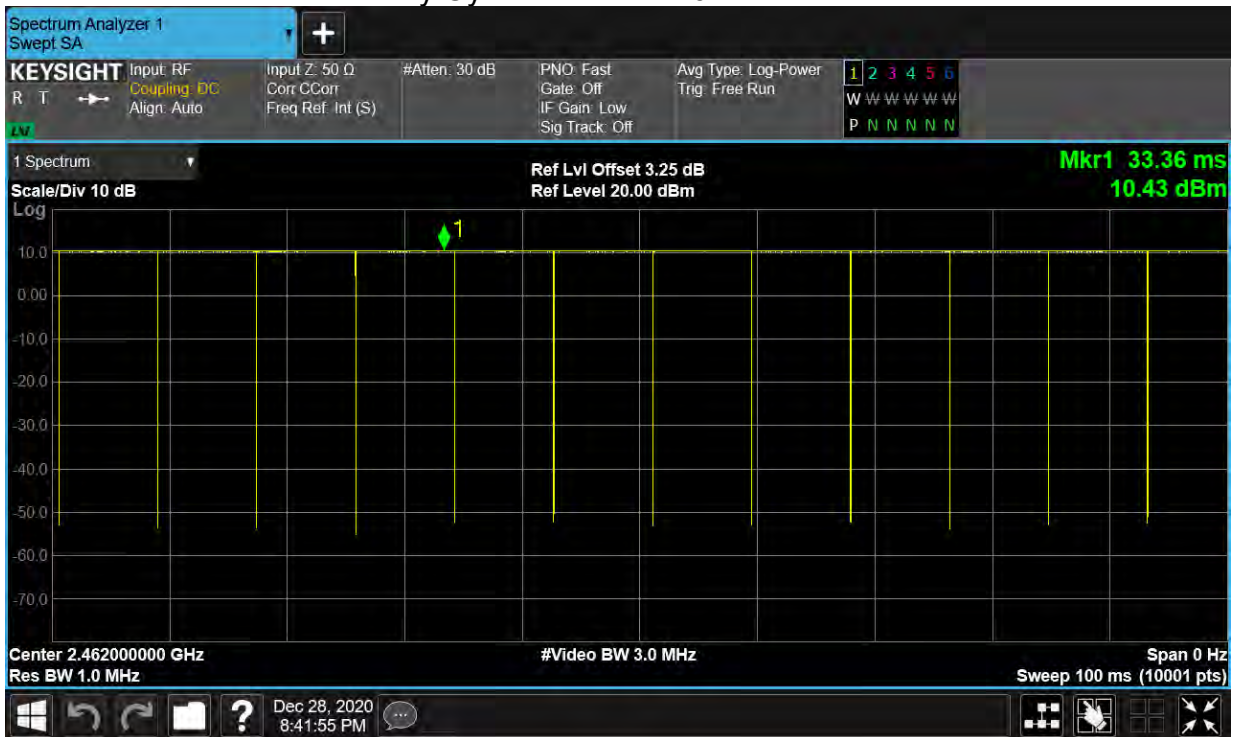 Spectrum Analyzer 1
Swept SA
+
KEYSIGHT Input: RF Input Z: 50 Ω #Atten: 30 dB PNO: Fast Avg Type: Log-Power 1 2 3 4 5 6
R T Coupling: DC Corr CCorr Gate: Off Trig: Free Run W W W W W W
Align: Auto Freq Ref: Int (S) IF Gain: Low
Sig Track: Off P N N N N N
1 Spectrum Ref Lvl Offset 3.25 dB Mkr1 33.36 ms
Scale/Div 10 dB Ref Level 20.00 dBm 10.43 dBm
Log
1
10.0
0.00
-10.0
-20.0
-30.0
-40.0
-50.0
-60.0
-70.0
Center 2.462000000 GHz #Video BW 3.0 MHz Span 0 Hz
Res BW 1.0 MHz Sweep 100 ms (10001 pts)
? Dec 28, 2020
8:41:55 PM